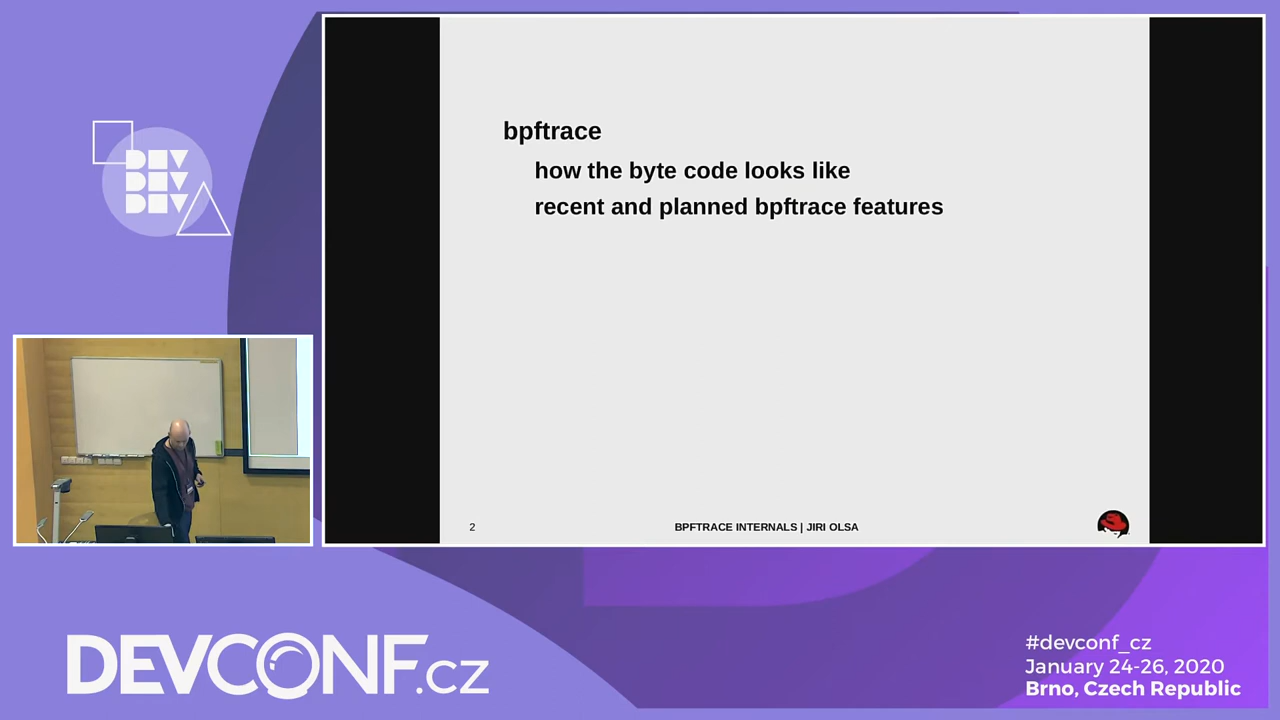 DEV
DEV
DEV
bpftrace
how the byte code looks like
recent and planned bpftrace features
2
BPFTRACE INTERNALS | JIRI OLSA
DEVCONF.cz
#devconf_cz
January 24-26, 2020
Brno, Czech Republic